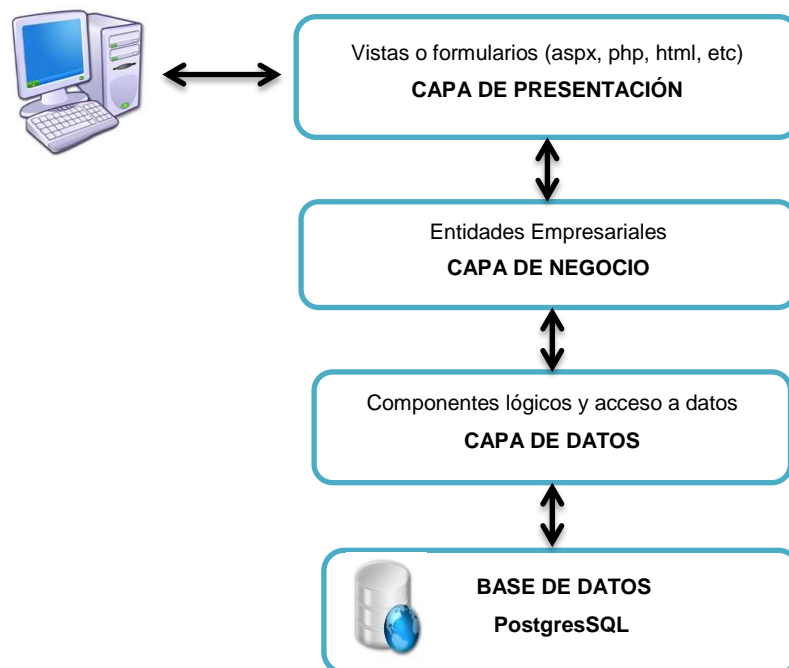 Vistas o formularios (aspx, php, html, etc)
CAPA DE PRESENTACIÓN
Entidades Empresariales
CAPA DE NEGOCIO
Componentes lógicos y acceso a datos
CAPA DE DATOS
BASE DE DATOS
PostgresSQL